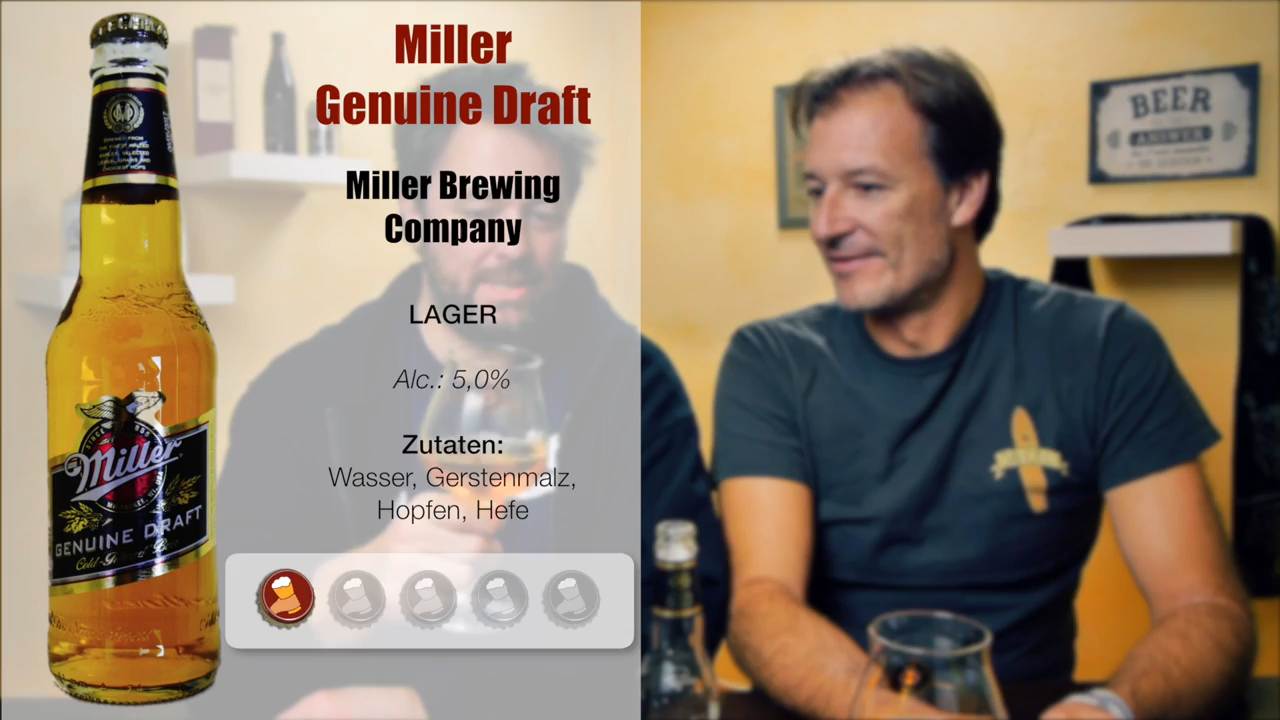 Miller
Genuine Draft
Miller Brewing
Company
LAGER
Alc.: 5,0%
Zutaten:
Wasser, Gerstenmalz,
Hopfen, Hefe
Miller
GENUINE DRAFT
BEER
ANSWER